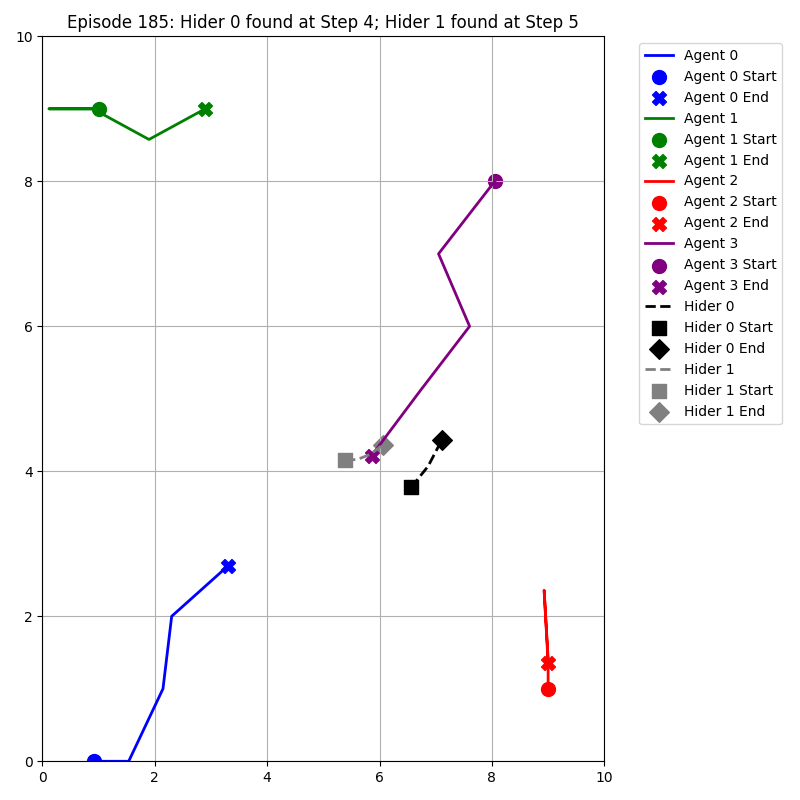 Episode 185: Hider 0 found at Step 4; Hider 1 found at Step 5
10
8
6
4
2
0
0 2 4 6 8 10
Agent 0
Agent 0 Start
Agent 0 End
Agent 1
Agent 1 Start
Agent 1 End
Agent 2
Agent 2 Start
Agent 2 End
Agent 3
Agent 3 Start
Agent 3 End
Hider 0
Hider 0 Start
Hider 0 End
Hider 1
Hider 1 Start
Hider 1 End